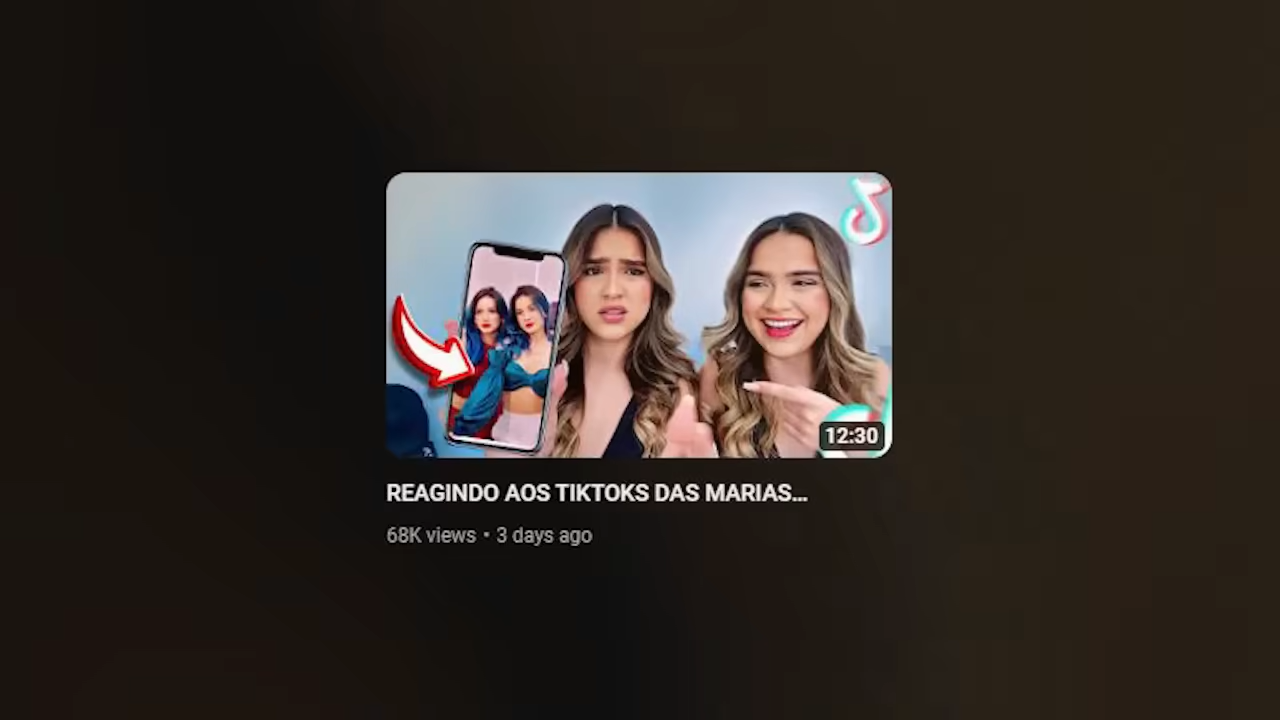 12:30
REAGINDO AOS TIKTOKS DAS MARIAS...
68K views • 3 days ago